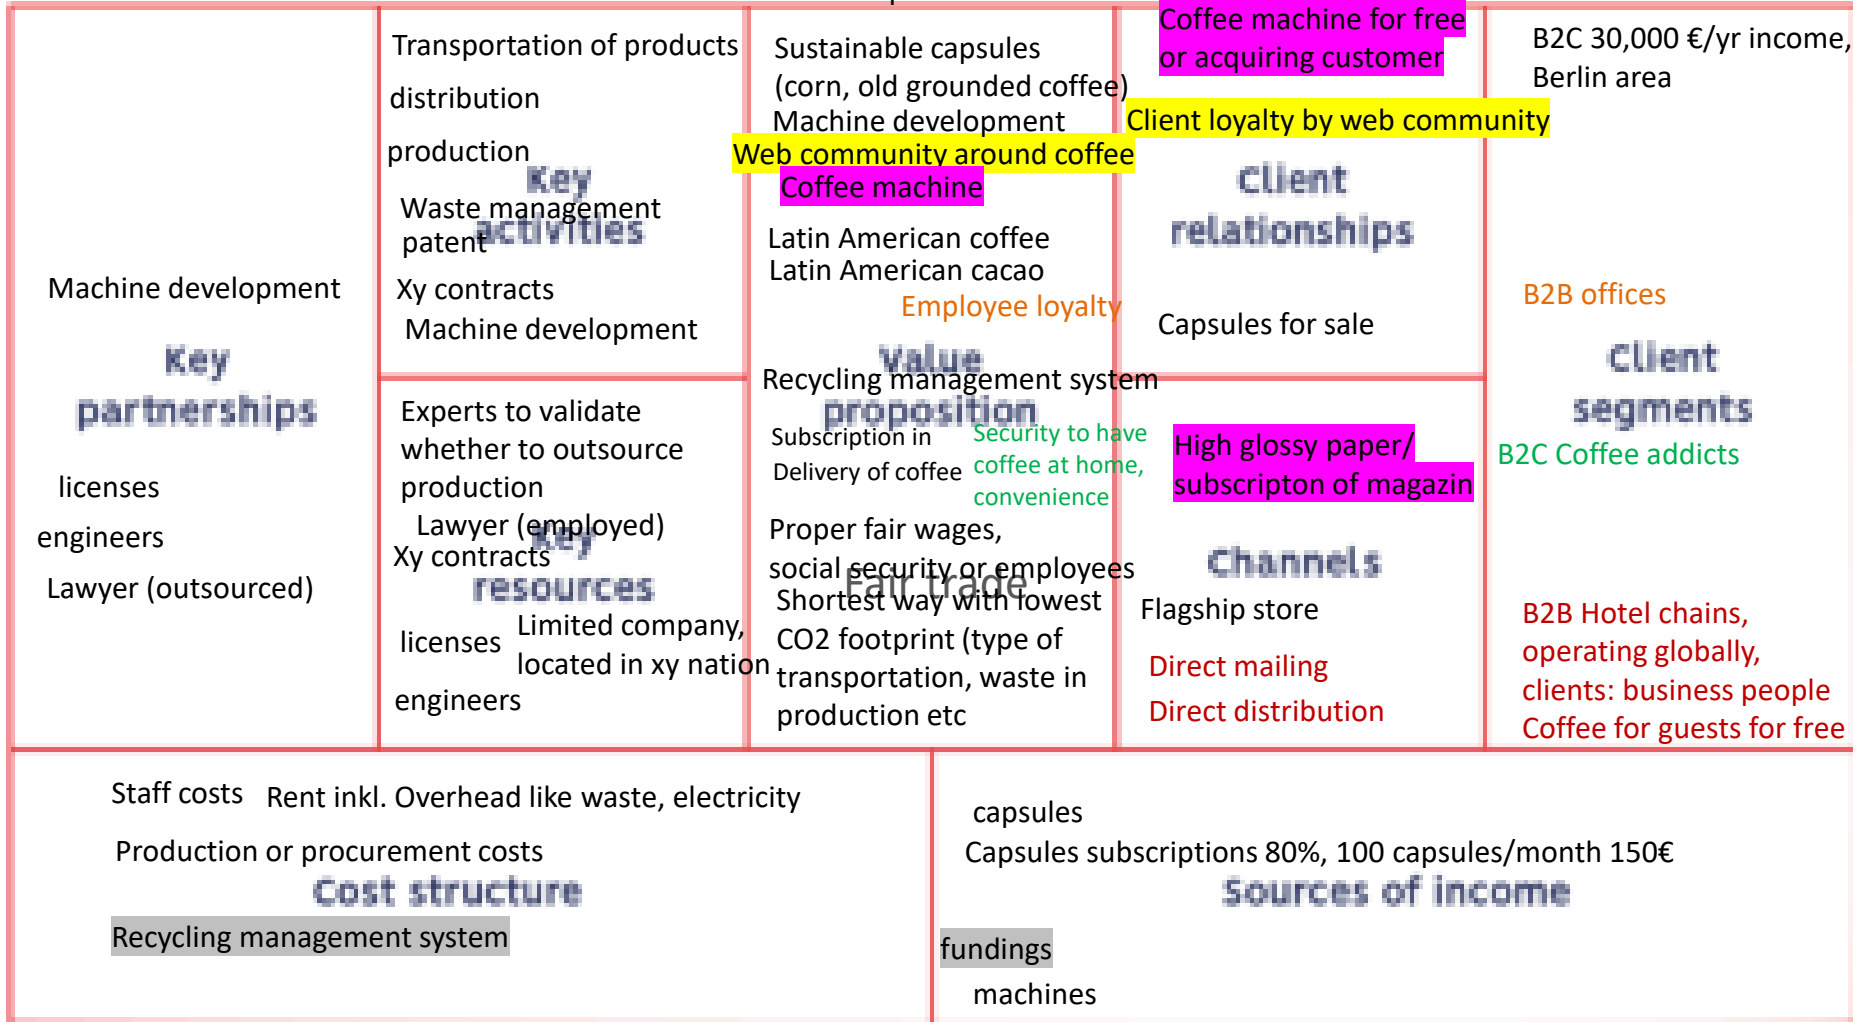 Machine development
Key
partnerships
licenses
engineers
Lawyer (outsourced)
Transportation of products
distribution
production
Key
activities
Waste management
patent
Xy contracts
Machine development
Experts to validate
whether to outsource
production
Lawyer (employed)
Xy contracts
Key
resources
licenses
Limited company,
located in xy nation
engineers
Sustainable capsules
(corn, old grounded coffee)
Machine development
Web community around coffee
Coffee machine
Latin American coffee
Latin American cacao
Employee loyalty
Value
proposition
Recycling management system
Subscription in
Delivery of coffee
Security to have
coffee at home,
convenience
Proper fair wages,
social security or employees
Fair trade
Shortest way with lowest
CO2 footprint (type of
transportation, waste in
production etc
Coffee machine for free
or acquiring customer
Client loyalty by web community
Client
relationships
Capsules for sale
High glossy paper/
subscripton of magazin
Channels
Flagship store
Direct mailing
Direct distribution
B2C 30,000 €/yr income,
Berlin area
B2B offices
Client
segments
B2C Coffee addicts
B2B Hotel chains,
operating globally,
clients: business people
Coffee for guests for free
Staff costs
Rent inkl. Overhead like waste, electricity
Production or procurement costs
Cost structure
Recycling management system
capsules
Capsules subscriptions 80%, 100 capsules/month 150€
Sources of income
fundings
machines